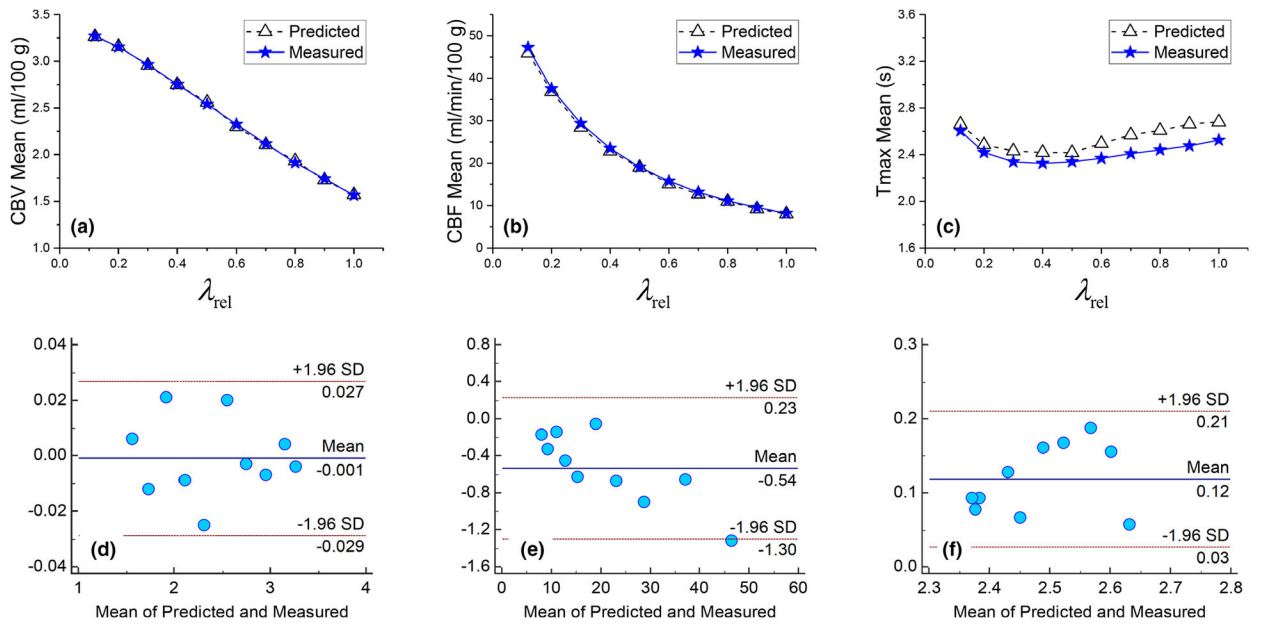 CBV Mean (ml/100 g)
3.5
3.0
2.5
2.0
1.5
1.0
Predicted
Measured
(a)
0.0 0.2 0.4 0.6 0.8 1.0
λrel
CBF Mean (ml/min/100 g)
50
40
30
20
10
0
Predicted
Measured
(b)
0.0 0.2 0.4 0.6 0.8 1.0
λrel
Tmax Mean (s)
3.6
3.2
2.8
2.4
2.0
1.6
Predicted
Measured
(c)
0.0 0.2 0.4 0.6 0.8 1.0
λrel
0.04
0.02
0.00
-0.02
-0.04
+1.96 SD
0.027
Mean
-0.001
-1.96 SD
-0.029
(d)
1 2 3 4
Mean of Predicted and Measured
0.8
0.4
0.0
-0.4
-0.8
-1.2
-1.6
+1.96 SD
0.23
Mean
-0.54
-1.96 SD
-1.30
(e)
0 10 20 30 40 50 60
Mean of Predicted and Measured
0.3
0.2
0.1
0.0
+1.96 SD
0.21
Mean
0.12
-1.96 SD
0.03
(f)
2.3 2.4 2.5 2.6 2.7 2.8
Mean of Predicted and Measured